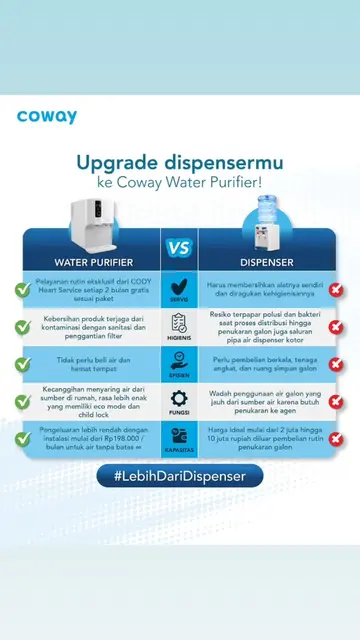 coway
Upgrade dispensermu
ke Coway Water Purifier!
WATER PURIFIER
VS
DISPENSER
Pelayanan rutin eksklusif dari CODY
Heart Service setiap 2 bulan gratis
sesuai paket
SERVIS
Harus membersihkan alatnya sendiri
dan diragukan kehigienisannya
Kebersihan produk terjaga dari
kontaminasi dengan sanitasi dan
penggantian filter
HIGIENIS
Resiko terpapar polusi dan bakteri
saat proses distribusi hingga
penukaran galon juga saluran
pipa air dispenser kotor
Tidak perlu beli air dan
hemat tempat
EFISIEN
Perlu pembelian berkala, tenaga
angkat, dan ruang simpan galon
Kecanggihan menyaring air dari
sumber di rumah, rasa lebih enak
yang memiliki eco mode dan
child lock
FUNGSI
Wadah penggunaan air galon yang
jauh dari sumber air karena butuh
penukaran ke agen
Pengeluaran lebih rendah dengan
instalasi mulai dari Rp198.000 /
bulan untuk air tanpa batas ∞
KAPASITAS
Harga ideal mulai dari 2 juta hingga
10 juta rupiah diluar pembelian rutin
penukaran galon
#LebihDariDispenser